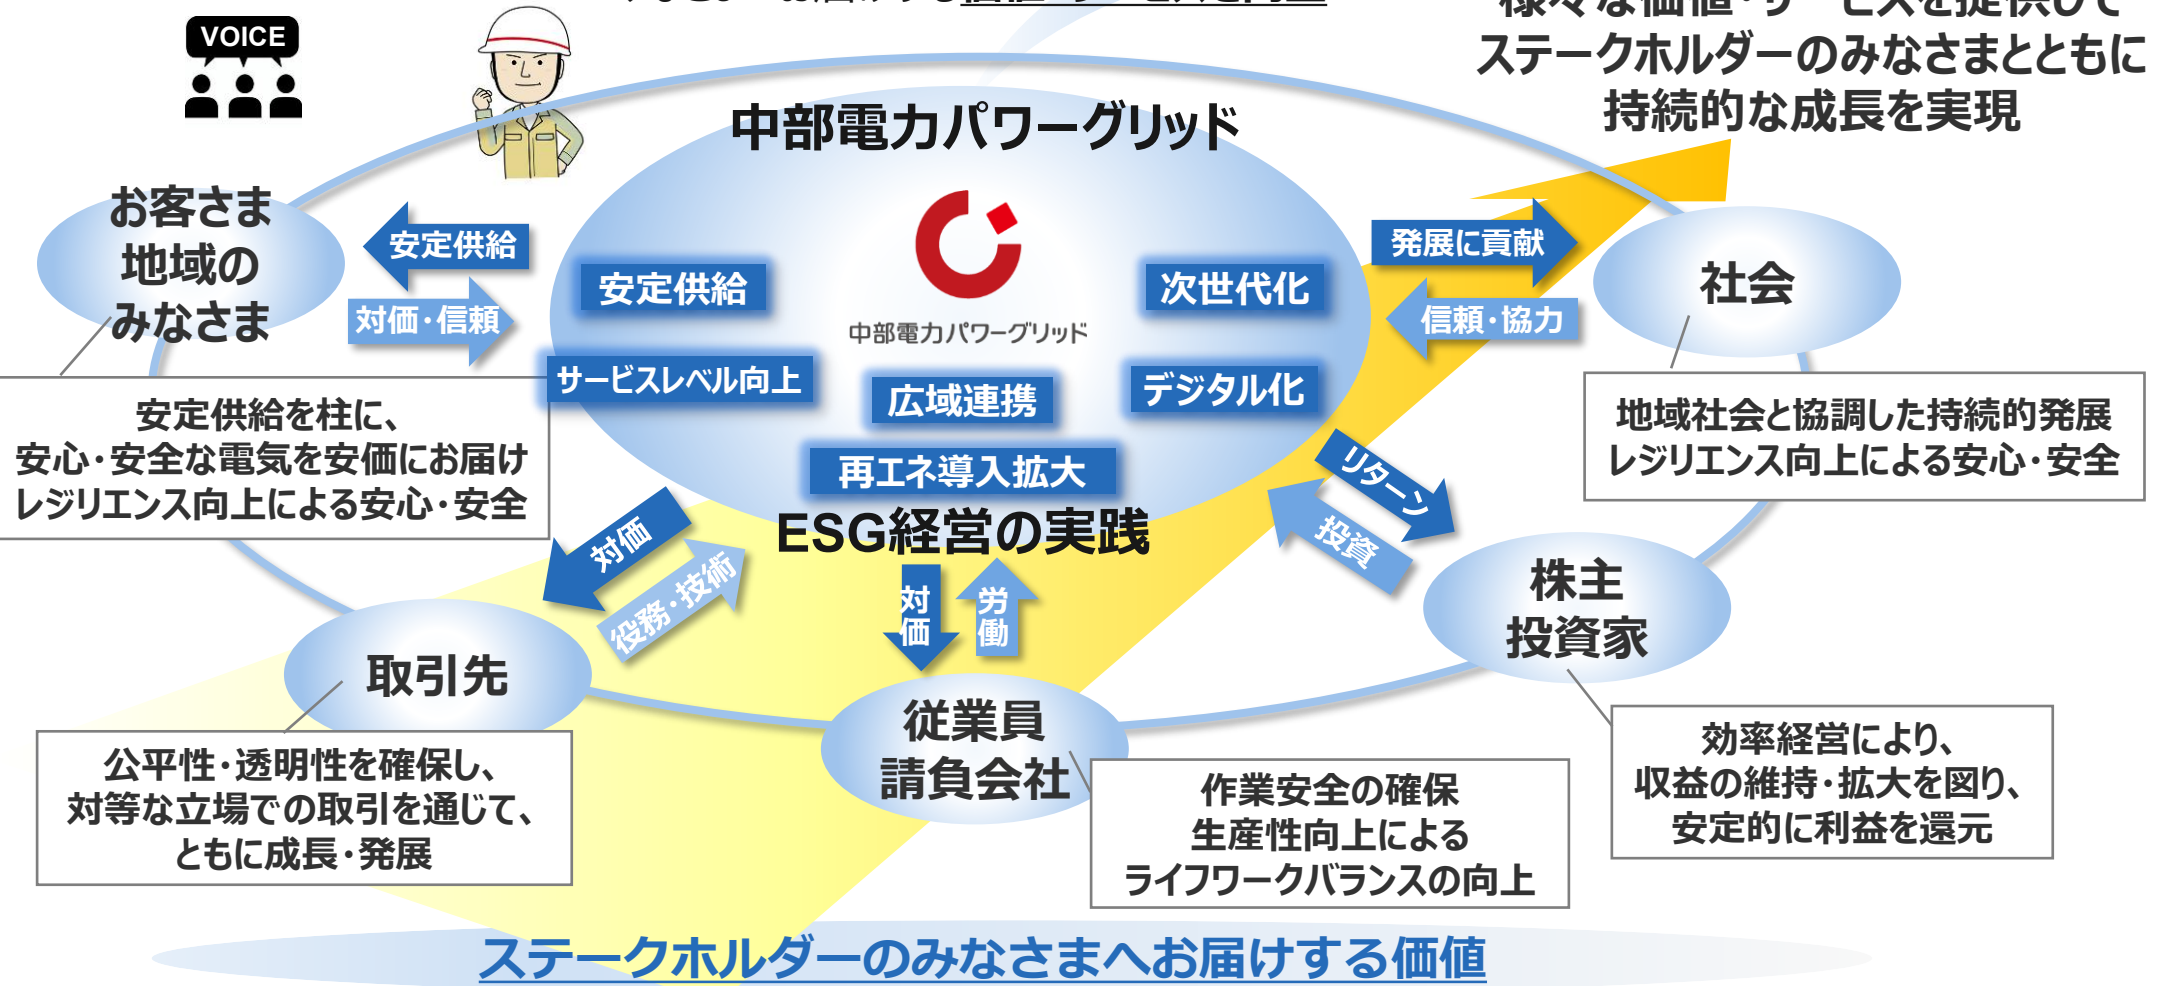 お届けする価値・サービスを向上
様々な価値・サービスを提供して
ステークホルダーのみなさまとともに
持続的な成長を実現
VOICE
中部電力パワーグリッド
お客さま
地域の
みなさま
安定供給
対価・信頼
安定供給
サービスレベル向上
中部電力パワーグリッド
広域連携
再エネ導入拡大
次世代化
デジタル化
ESG経営の実践
発展に貢献
信頼・協力
社会
安定供給を柱に、
安心・安全な電気を安価にお届け
レジリエンス向上による安心・安全
地域社会と協調した持続的発展
レジリエンス向上による安心・安全
対価
役務・技術
対価
労働
リターン
投資
取引先
従業員
請負会社
株主
投資家
公平性・透明性を確保し、
対等な立場での取引を通じて、
ともに成長・発展
作業安全の確保
生産性向上による
ライフワークバランスの向上
効率経営により、
収益の維持・拡大を図り、
安定的に利益を還元
ステークホルダーのみなさまへお届けする価値